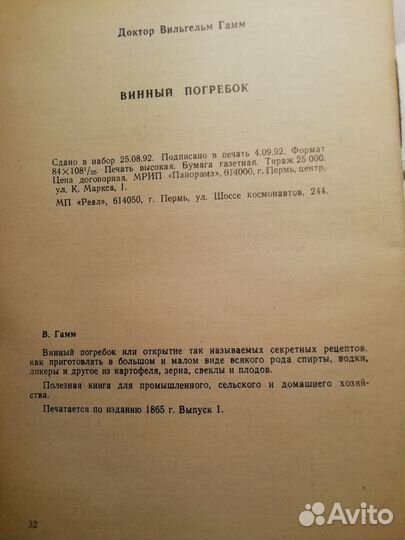 Доктор Вильгельм Гамм
ВИННЫЙ ПОГРЕБОК
Сдано в набор 25.08.92. Подписано в печать 4.09.92. Формат
84×108¹/₃₂. Печать высокая. Бумага газетная. Тираж 25 000.
Цена договорная. МРИП «Панорама», 614000, г. Пермь, центр,
ул. К. Маркса, 1.
МП «Реал», 614050, г. Пермь, ул. Шоссе космонавтов, 244.
В. Гамм
Винный погребок или открытие так называемых секретных рецептов,
как приготовлять в большом и малом виде всякого рода спирты, водки,
ликеры и другое из картофеля, зерна, свеклы и плодов.
Полезная книга для промышленного, сельского и домашнего хозяй-
ства.
Печатается по изданию 1865 г. Выпуск 1.
32
Avito